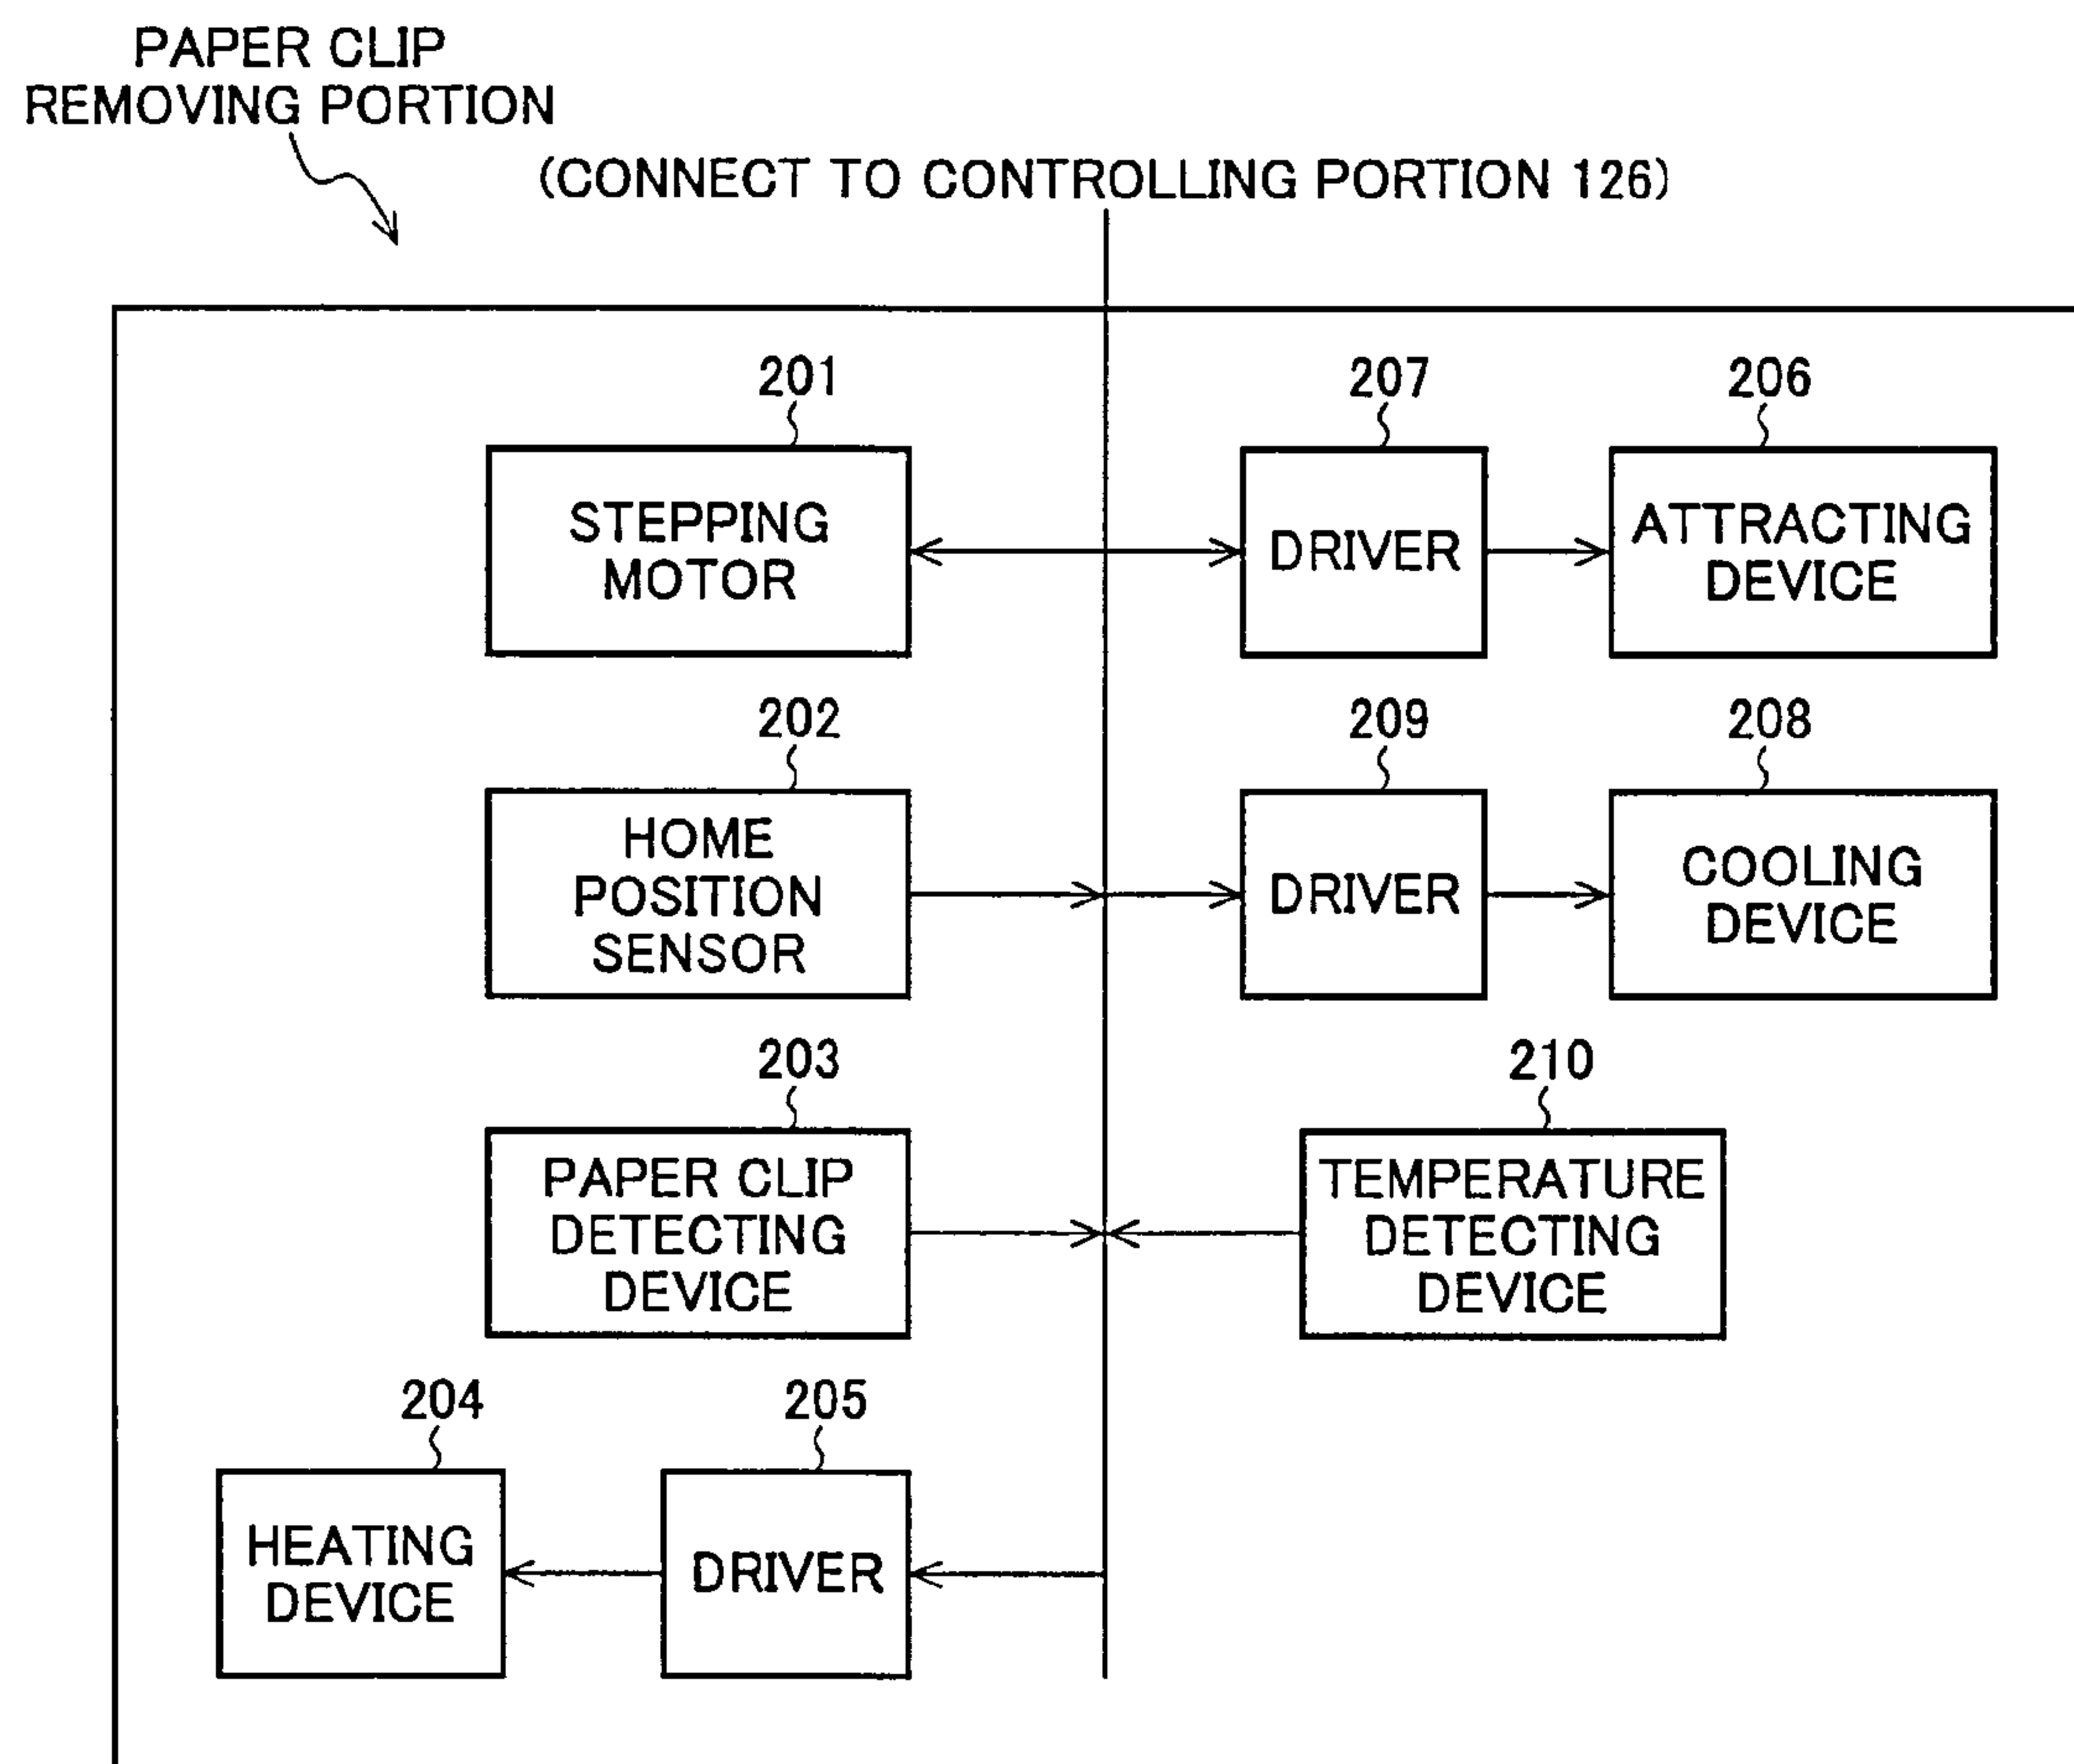 PAPER CLIP
REMOVING PORTION
(CONNECT TO CONTROLLING PORTION 126)
201
207
206
STEPPING
MOTOR
DRIVER
ATTRACTING
DEVICE
202
209
208
HOME
POSITION
SENSOR
DRIVER
COOLING
DEVICE
203
210
PAPER CLIP
DETECTING
DEVICE
TEMPERATURE
DETECTING
DEVICE
204
205
HEATING
DEVICE
DRIVER